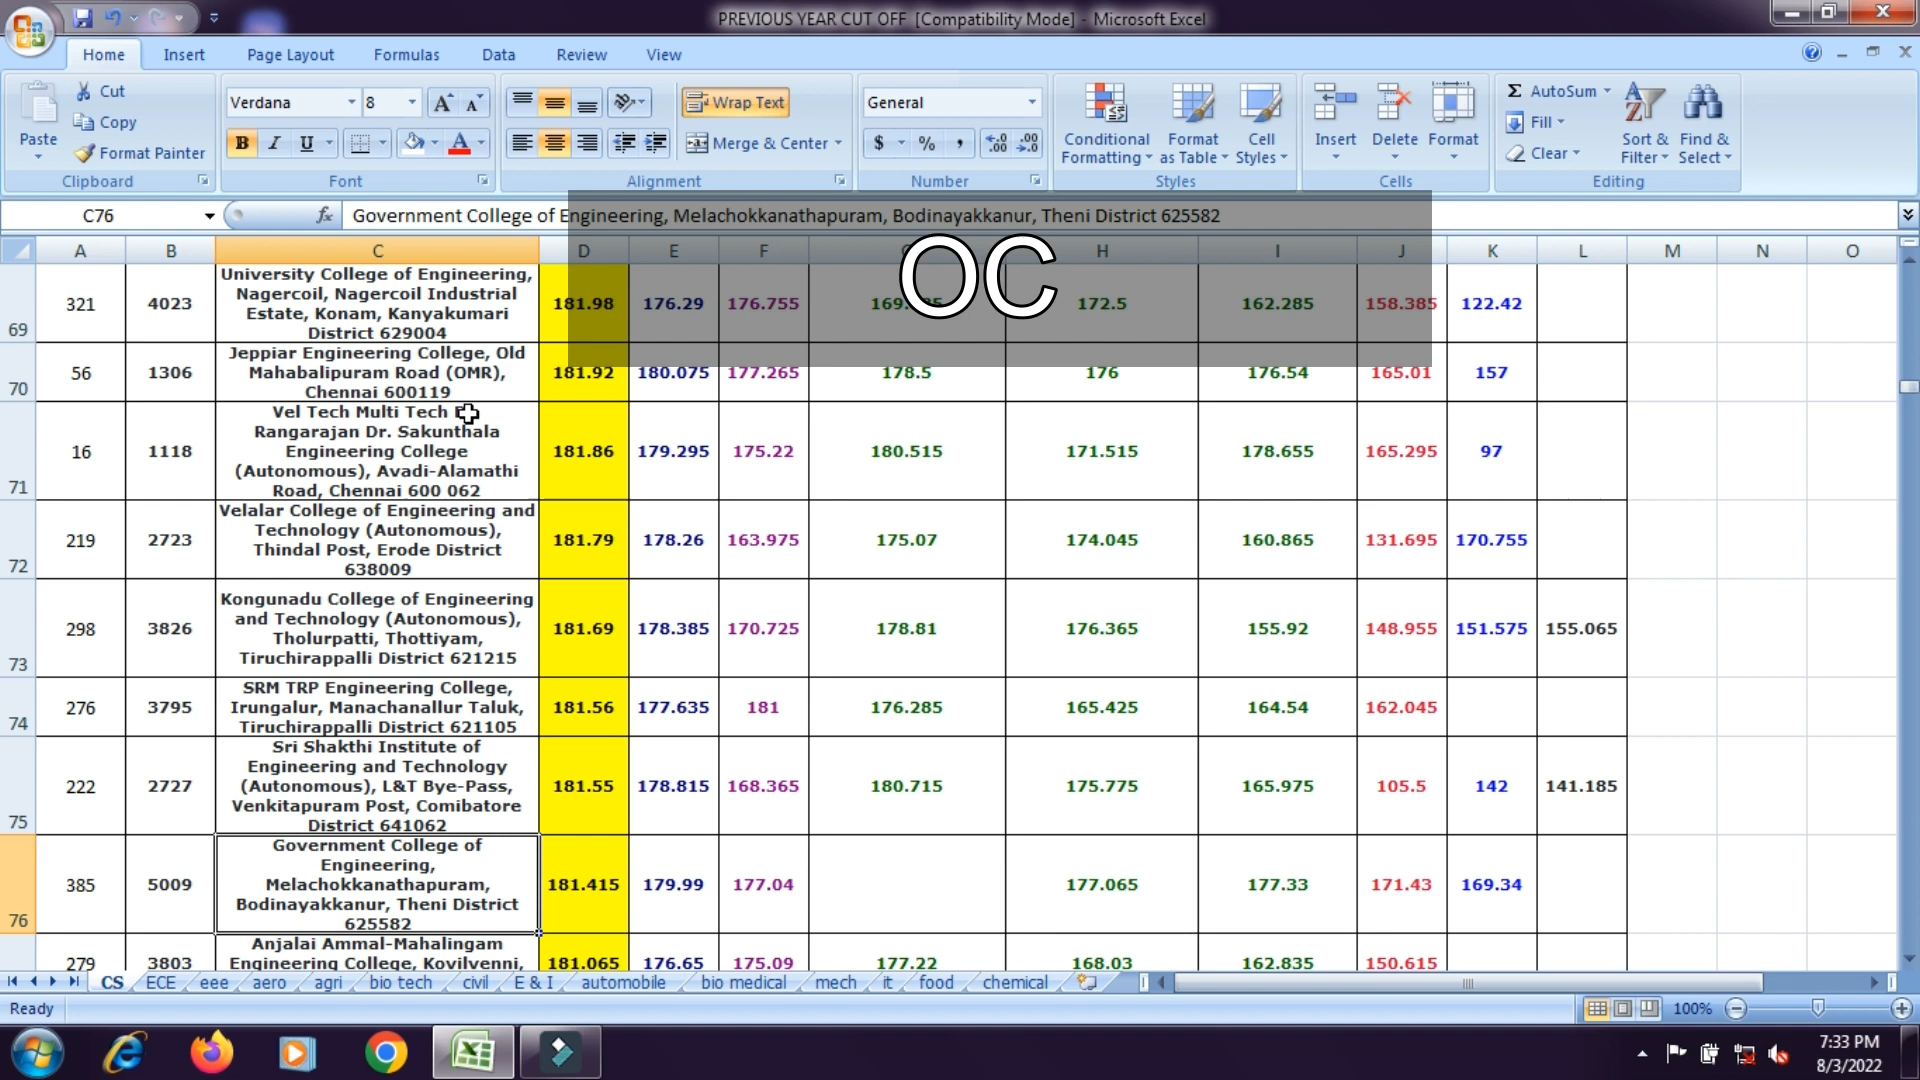 PREVIOUS YEAR CUT OFF [Compatibility Mode] - Microsoft Excel
Home Insert Page Layout Formulas Data Review View
Paste Cut Copy Format Painter Clipboard
Verdana 8 A A B I U A Font
Wrap Text Merge & Center Alignment
General $ % , .0 .00 .00 .0 Number
Conditional Formatting Format as Table Cell Styles Styles
Insert Delete Format Cells
Σ AutoSum Fill Clear Sort & Filter Find & Select Editing
C76 fx Government College of Engineering, Melachokkanathapuram, Bodinayakkanur, Theni District 625582
OC
A B C D E F H I J K L M N O
69 321 4023 University College of Engineering, Nagercoil, Nagercoil Industrial Estate, Konam, Kanyakumari District 629004 181.98 176.29 176.755 172.5 162.285 158.385 122.42
70 56 1306 Jeppiar Engineering College, Old Mahabalipuram Road (OMR), Chennai 600119 181.92 180.075 177.265 178.5 176 176.54 165.01 157
71 16 1118 Vel Tech Multi Tech Rangarajan Dr. Sakunthala Engineering College (Autonomous), Avadi-Alamathi Road, Chennai 600 062 181.86 179.295 175.22 180.515 171.515 178.655 165.295 97
72 219 2723 Velalar College of Engineering and Technology (Autonomous), Thindal Post, Erode District 638009 181.79 178.26 163.975 175.07 174.045 160.865 131.695 170.755
73 298 3826 Kongunadu College of Engineering and Technology (Autonomous), Tholurpatti, Thottiyam, Tiruchirappalli District 621215 181.69 178.385 170.725 178.81 176.365 155.92 148.955 151.575 155.065
74 276 3795 SRM TRP Engineering College, Irungalur, Manachanallur Taluk, Tiruchirappalli District 621105 181.56 177.635 181 176.285 165.425 164.54 162.045
75 222 2727 Sri Shakthi Institute of Engineering and Technology (Autonomous), L&T Bye-Pass, Venkitapuram Post, Comibatore District 641062 181.55 178.815 168.365 180.715 175.775 165.975 105.5 142 141.185
76 385 5009 Government College of Engineering, Melachokkanathapuram, Bodinayakkanur, Theni District 625582 181.415 179.99 177.04 177.065 177.33 171.43 169.34
279 3803 Anjalai Ammal-Mahalingam Engineering College, Kovilvenni, 181.065 176.65 175.09 177.22 168.03 162.835 150.615
CS ECE eee aero agri bio tech civil E & I automobile bio medical mech it food chemical
Ready 100%
7:33 PM
8/3/2022